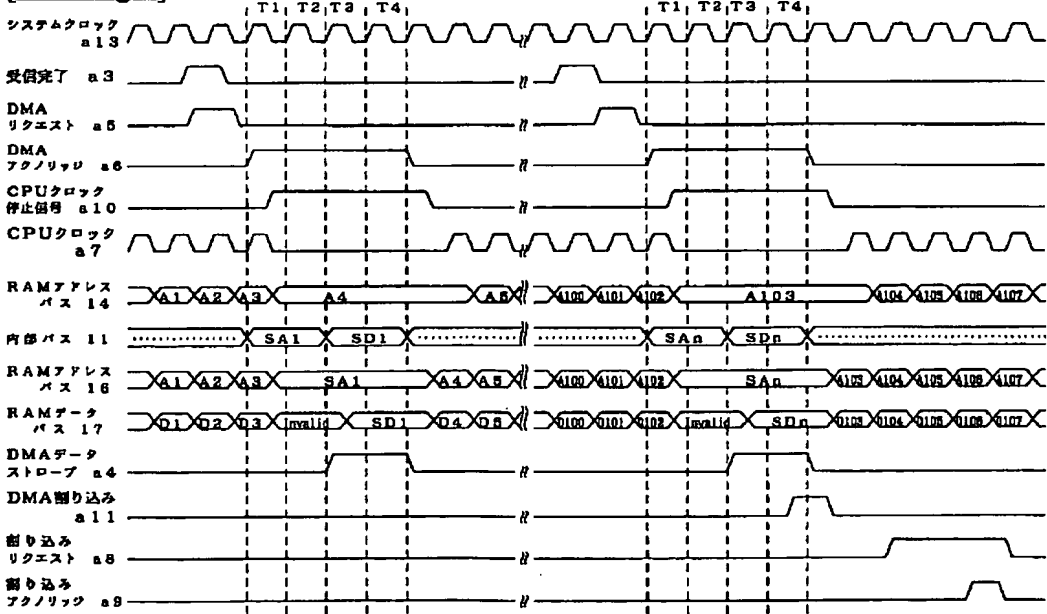 T1 T2 T3 T4 T1 T2 T3 T4
システムクロック
a13
受信完了 a3
DMA
リクエスト a5
DMA
アクノリッジ a6
CPUクロック
停止信号 a10
CPUクロック
a7
RAMアドレス
バス 14 A1 A2 A3 A4 A100 A101 A102 A103 A104 A105 A106 A107
内部バス 11 SA1 SD1 SAn SDn
RAMアドレス
バス 16 A1 A2 A3 SA1 A4 A5 A100 A101 A102 SAn A103 A104 A105 A106 A107
RAMデータ
バス 17 D1 D2 D3 Invalid SD1 D4 D5 D100 D101 D102 Invalid SDn D103 D104 D105 D106 D107
DMAデータ
ストローブ a4
DMA割り込み
a11
割り込み
リクエスト a8
割り込み
アクノリッジ a9